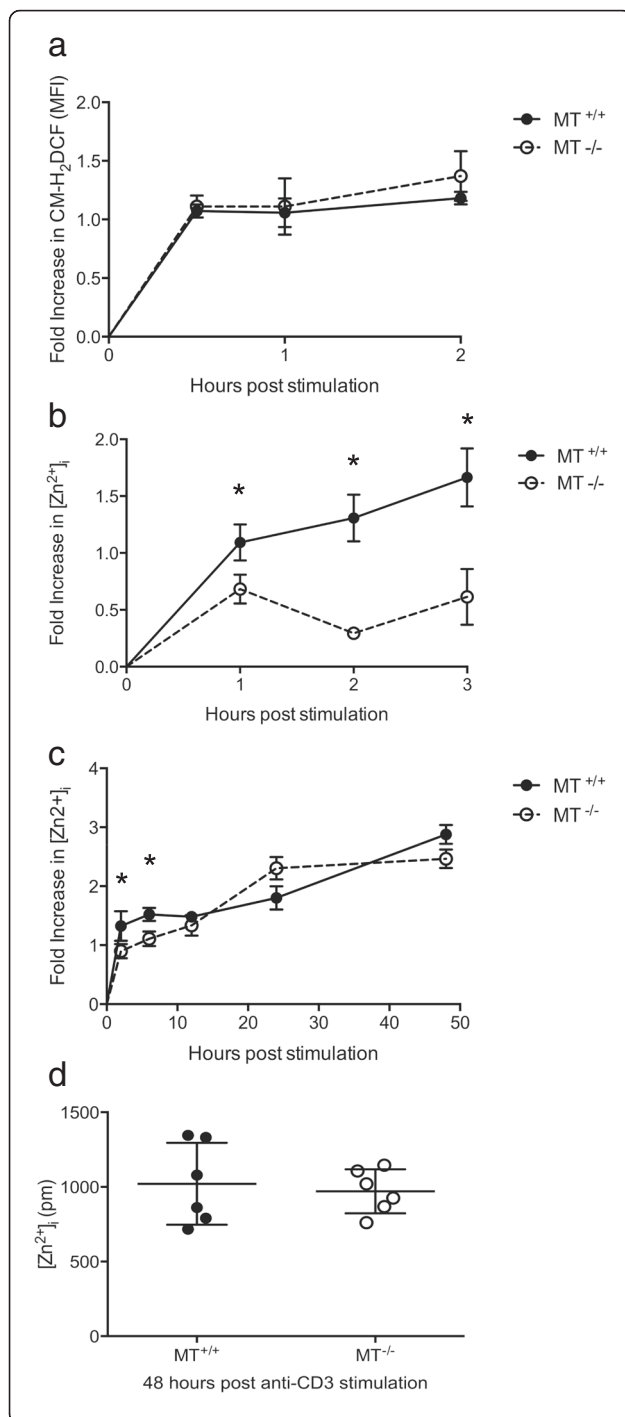 a
Fold Increase in CM-H₂DCF (MFI)
2.0
1.5
1.0
0.5
0.0
0
1
2
Hours post stimulation
MT +/+
MT -/-
b
Fold Increase in [Zn²⁺]i
2.0
1.5
1.0
0.5
0.0
0
1
2
3
* * *
Hours post stimulation
MT +/+
MT -/-
c
Fold Increase in [Zn2+]i
4
3
2
1
0
0
10
20
30
40
50
* *
Hours post stimulation
MT +/+
MT -/-
d
[Zn²⁺]i (pm)
1500
1000
500
0
MT+/+
MT-/-
48 hours post anti-CD3 stimulation